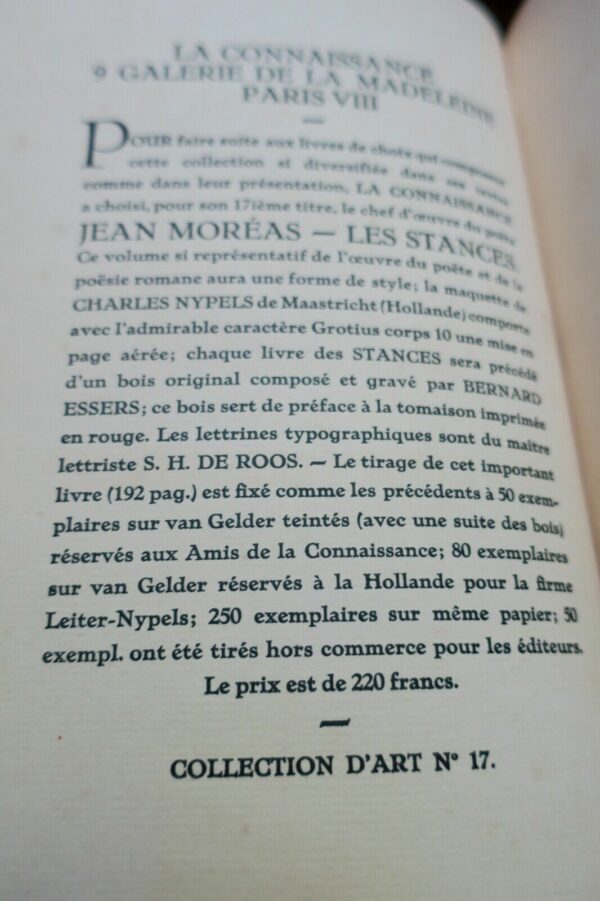 LA CONNAISSANCE
9 GALERIE DE LA MADELEINE
PARIS VIII
—
POUR faire suite aux livres de choix qui composent
cette collection si diversifiée dans ses textes
comme dans leur présentation, LA CONNAISSANCE
a choisi, pour son 17ième titre, le chef d'œuvre du poète
JEAN MORÉAS — LES STANCES.
Ce volume si représentatif de l'œuvre du poête et de la
poësie romane aura une forme de style; la maquette de
CHARLES NYPELS de Maastricht (Hollande) comporte
avec l'admirable caractère Grotius corps 10 une mise en
page aérée; chaque livre des STANCES sera précédé
d'un bois original composé et gravé par BERNARD
ESSERS; ce bois sert de préface à la tomaison imprimée
en rouge. Les lettrines typographiques sont du maître
lettriste S. H. DE ROOS. — Le tirage de cet important
livre (192 pag.) est fixé comme les précédents à 50 exem-
plaires sur van Gelder teintés (avec une suite des bois)
réservés aux Amis de la Connaissance; 80 exemplaires
sur van Gelder réservés à la Hollande pour la firme
Leiter-Nypels; 250 exemplaires sur même papier; 50
exempl. ont été tirés hors commerce pour les éditeurs.
Le prix est de 220 francs.
—
COLLECTION D'ART N° 17.